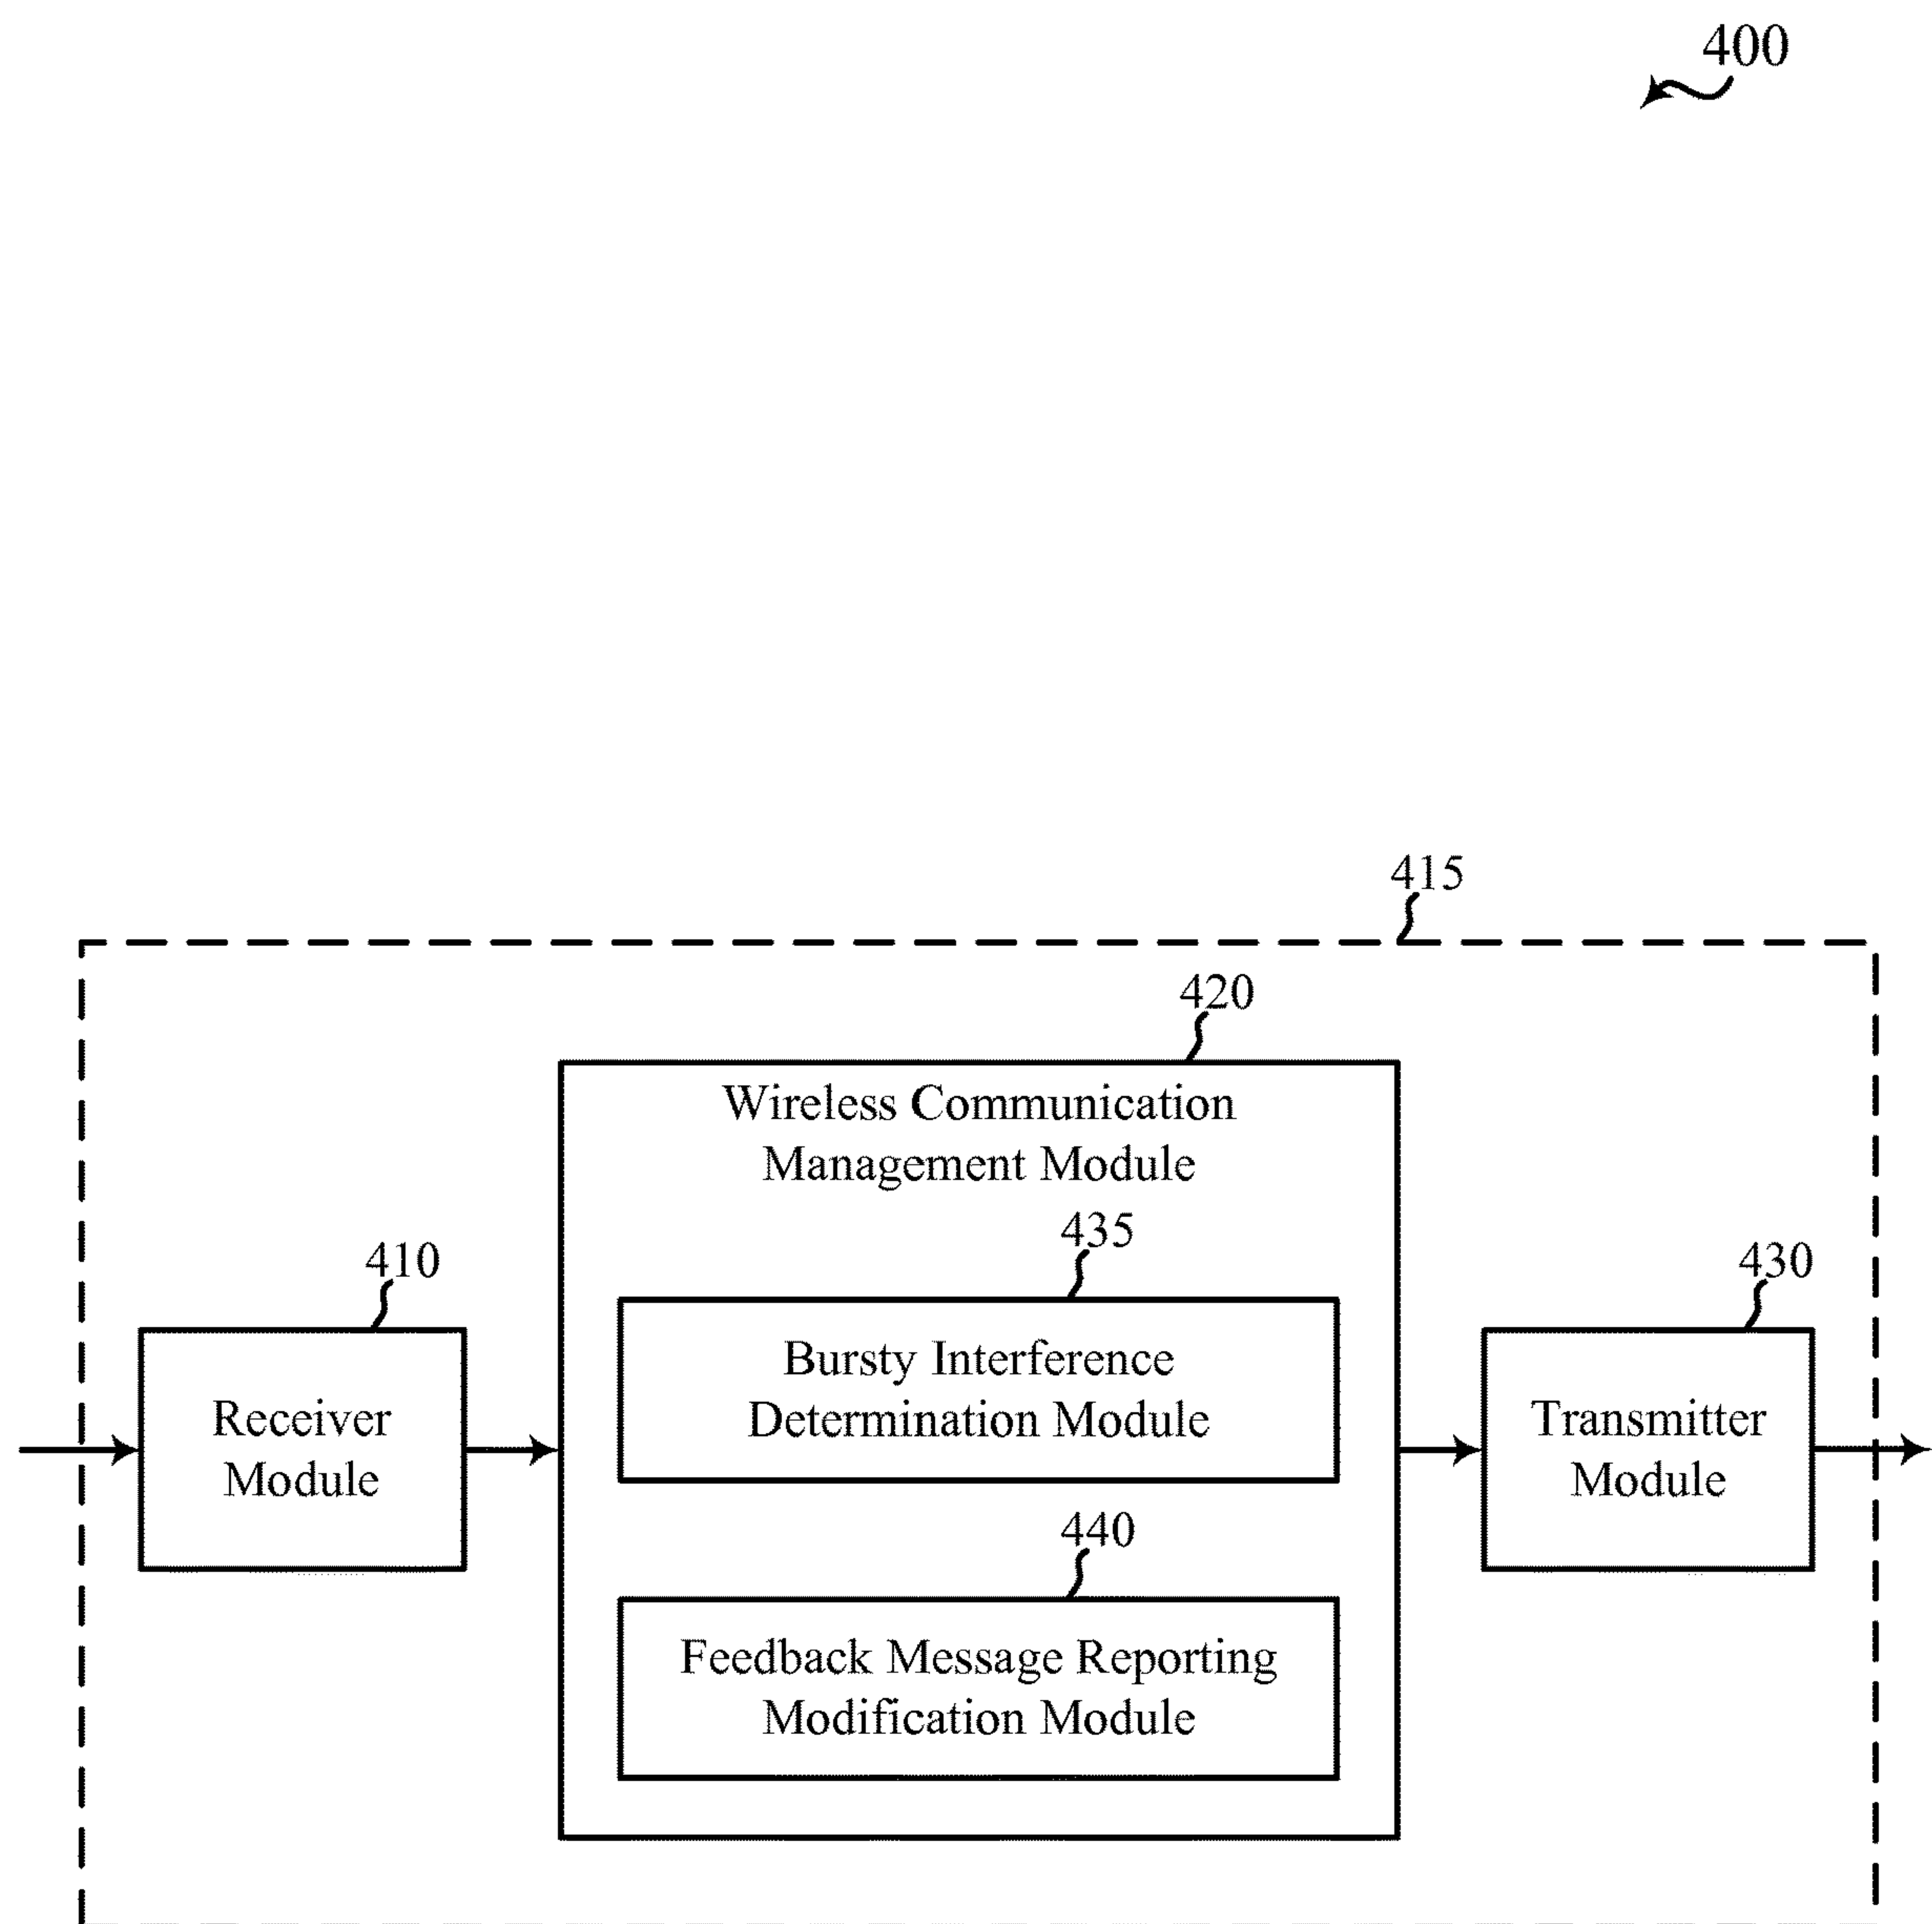 400
415
420
Wireless Communication
Management Module
435
410
430
Bursty Interference
Determination Module
Receiver
Module
Transmitter
Module
440
Feedback Message Reporting
Modification Module